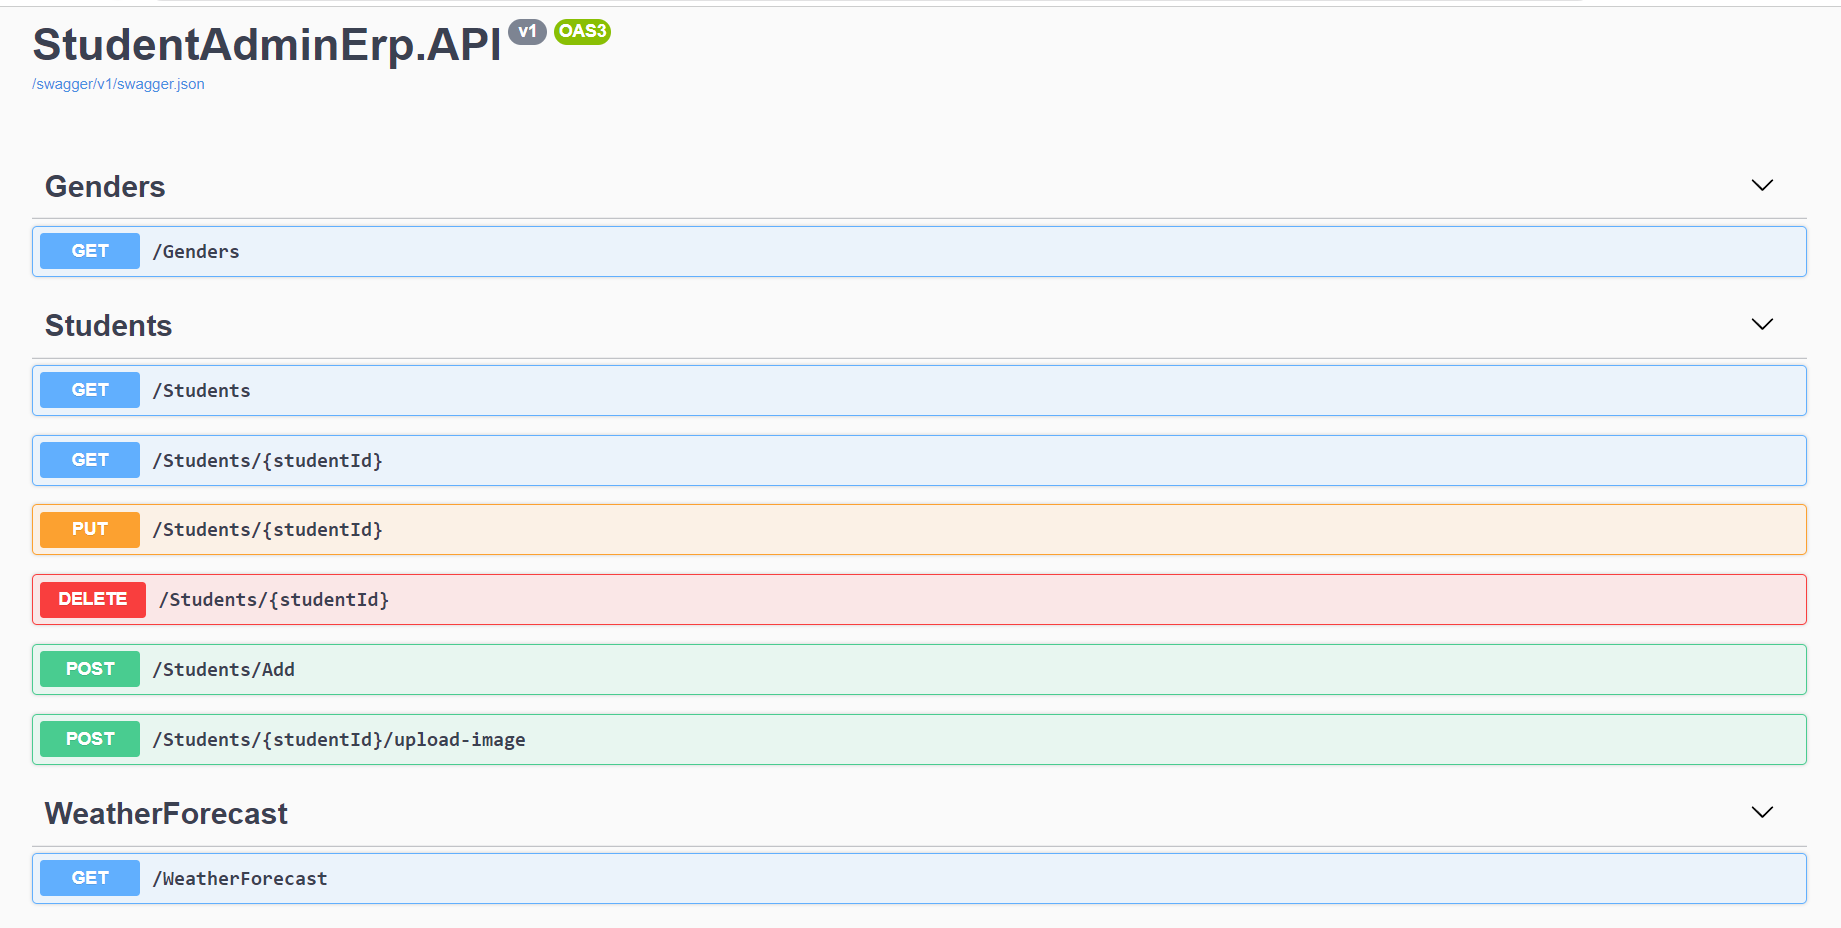 StudentAdminErp.API v1 OAS3
/swagger/v1/swagger.json
Genders
GET /Genders
Students
GET /Students
GET /Students/{studentId}
PUT /Students/{studentId}
DELETE /Students/{studentId}
POST /Students/Add
POST /Students/{studentId}/upload-image
WeatherForecast
GET /WeatherForecast